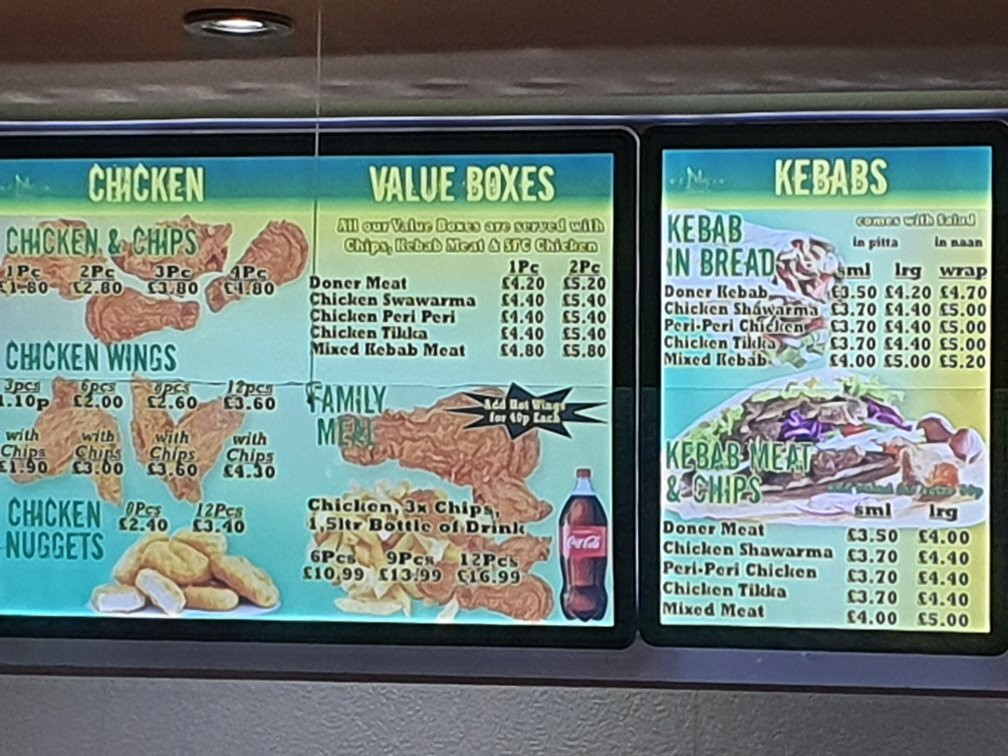 CHICKEN
CHICKEN & CHIPS
1Pc 2Pc 3Pc 4Pc
£1.80 £2.80 £3.80 £4.80
CHICKEN WINGS
3pcs 6pcs 8pcs 12pcs
1.10p £2.00 £2.60 £3.60
with with with with
Chips Chips Chips Chips
£1.90 £3.00 £3.60 £4.30
CHICKEN NUGGETS
12Pcs
£2.40 £3.40
VALUE BOXES
All our Value Boxes are served with
Chips, Kebab Meat & SFC Chicken
1Pc 2Pc
Doner Meat £4.20 £5.20
Chicken Swawarma £4.40 £5.40
Chicken Peri Peri £4.40 £5.40
Chicken Tikka £4.40 £5.40
Mixed Kebab Meat £4.80 £5.80
FAMILY
MEAL
Add Hot Wings
for 40p Each
Chicken, 3x Chips,
1,5ltr Bottle of Drink
6Pcs 9Pcs 12Pcs
£10.99 £13.99 £16.99
Coca-Cola
KEBABS
KEBAB
IN BREAD
comes with Salad
in pitta in naan
sml lrg wrap
Doner Kebab £3.50 £4.20 £4.70
Chicken Shawarma £3.70 £4.40 £5.00
Peri-Peri Chicken £3.70 £4.40 £5.00
Chicken Tikka £3.70 £4.40 £5.00
Mixed Kebab £4.00 £5.00 £5.20
KEBAB MEAT
& CHIPS
sml lrg
Doner Meat £3.50 £4.00
Chicken Shawarma £3.70 £4.40
Peri-Peri Chicken £3.70 £4.40
Chicken Tikka £3.70 £4.40
Mixed Meat £4.00 £5.00